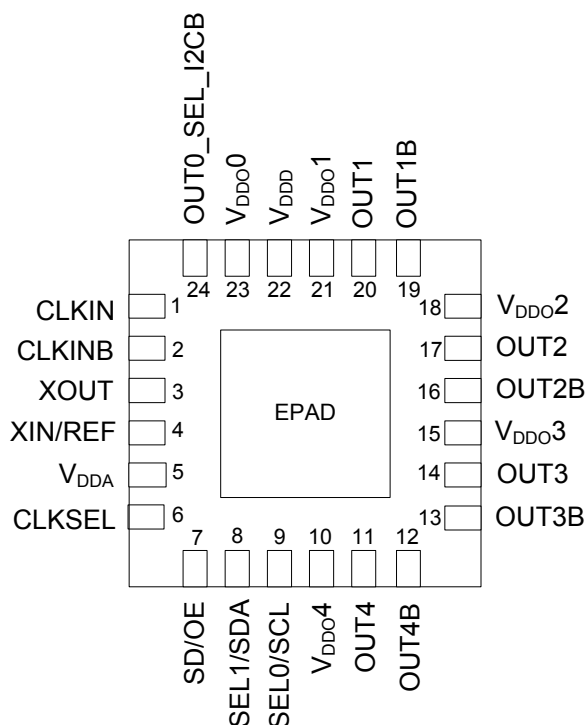 OUT0_SEL_I2CB
VDDO0
VDDD
VDDO1
OUT1
OUT1B
24
23
22
21
20
19
CLKIN
1
CLKINB
2
XOUT
3
XIN/REF
4
VDDA
5
CLKSEL
6
EPAD
18
VDDO2
17
OUT2
16
OUT2B
15
VDDO3
14
OUT3
13
OUT3B
7
8
9
10
11
12
SD/OE
SEL1/SDA
SEL0/SCL
VDDO4
OUT4
OUT4B